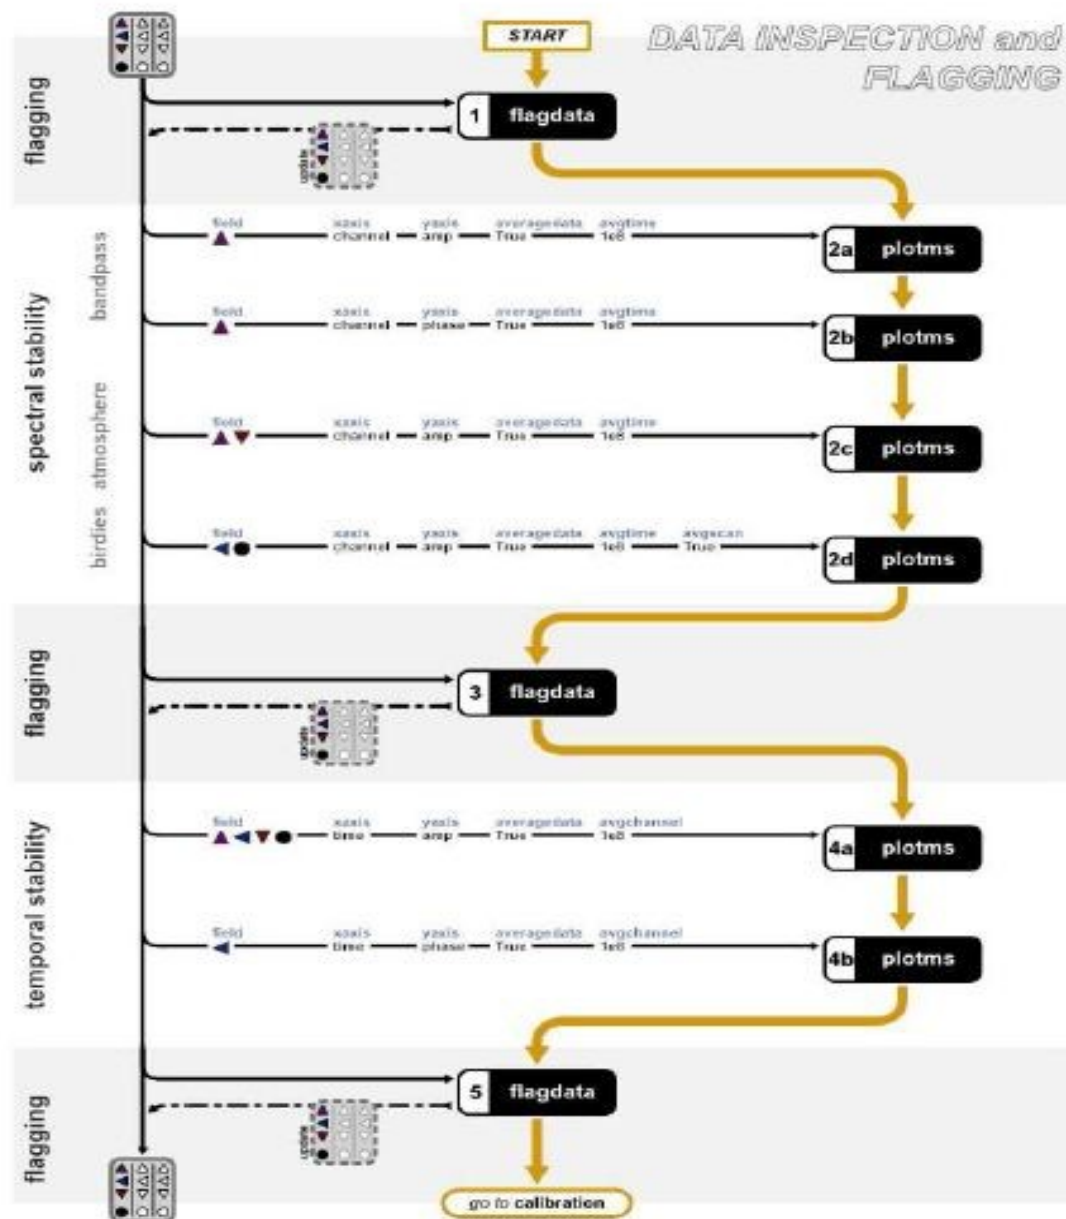 START
DATA INSPECTION and
FLAGGING
flagging
1 flagdata
update
spectral stability
bandpass
field xaxis yaxis averagedata avgtime
channel amp True 1e8
2a plotms
field xaxis yaxis averagedata avgtime
channel phase True 1e8
2b plotms
birdies atmosphere
field xaxis yaxis averagedata avgtime
channel amp True 1e8
2c plotms
field xaxis yaxis averagedata avgtime avgscan
channel amp True 1e8 True
2d plotms
flagging
3 flagdata
update
temporal stability
field xaxis yaxis averagedata avgchannel
time amp True 1e8
4a plotms
field xaxis yaxis averagedata avgchannel
time phase True 1e8
4b plotms
flagging
5 flagdata
update
go to calibration